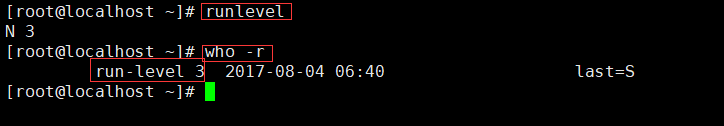 [root@localhost ~]# runlevel
N 3
[root@localhost ~]# who -r
         run-level 3  2017-08-04 06:40                   last=S
[root@localhost ~]#